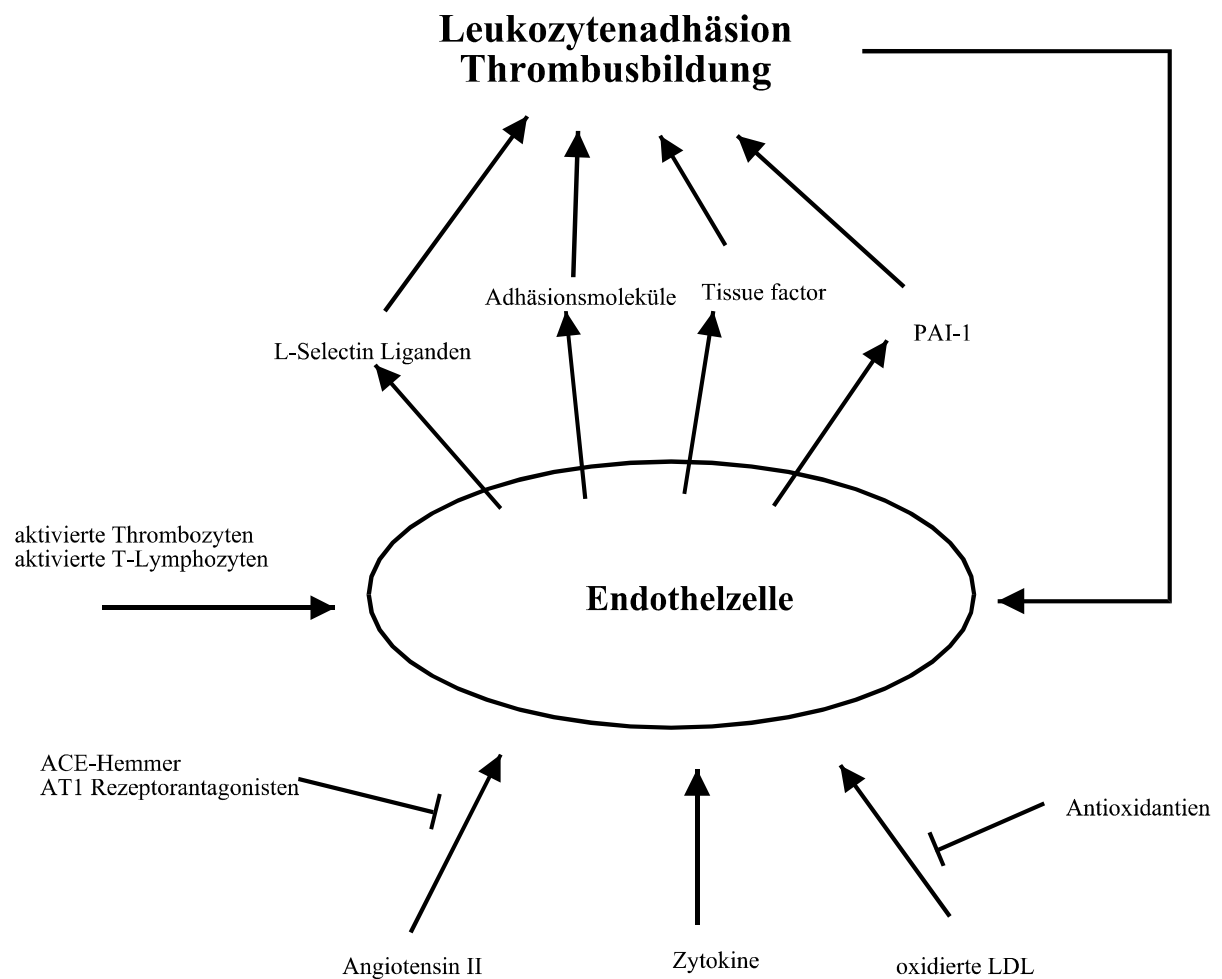 Leukozytenadhäsion
Thrombusbildung
Adhäsionsmoleküle
Tissue factor
L-Selectin Liganden
PAI-1
aktivierte Thrombozyten
aktivierte T-Lymphozyten
Endothelzelle
ACE-Hemmer
AT1 Rezeptorantagonisten
Antioxidantien
Angiotensin II
Zytokine
oxidierte LDL